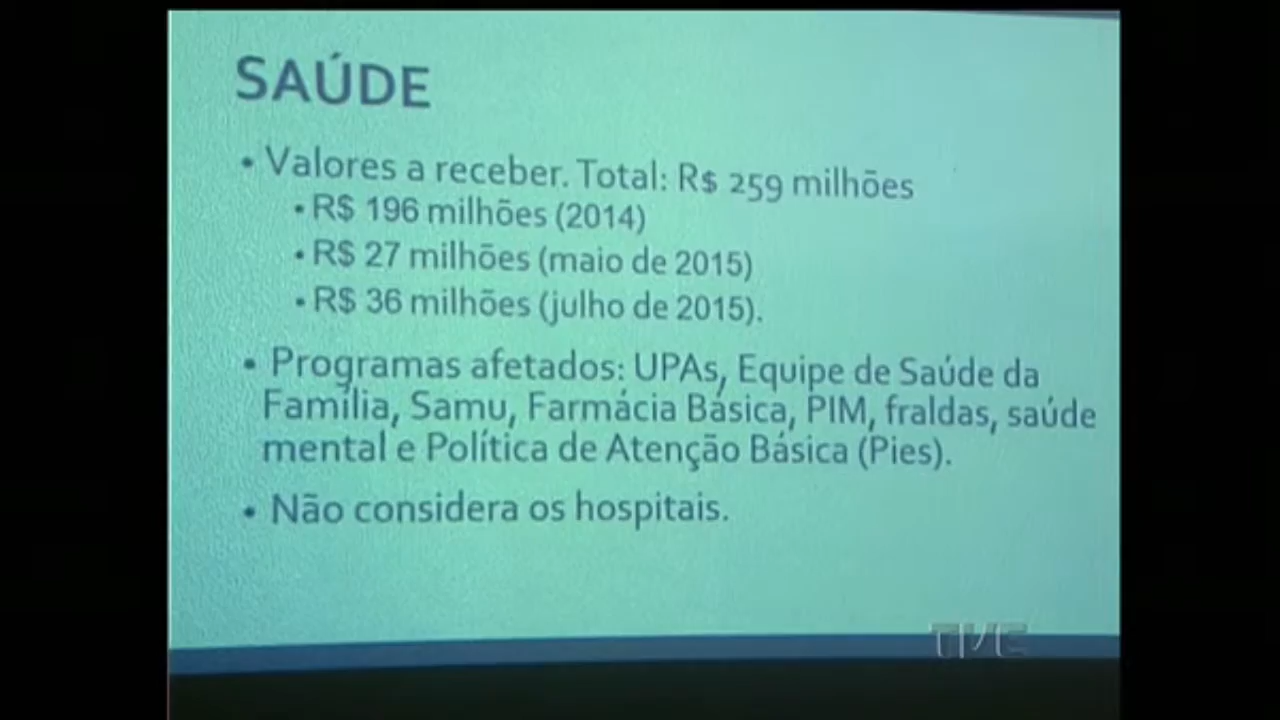 SAÚDE
• Valores a receber. Total: R$ 259 milhões
• R$ 196 milhões (2014)
• R$ 27 milhões (maio de 2015)
• R$ 36 milhões (julho de 2015).
• Programas afetados: UPAs, Equipe de Saúde da
Família, Samu, Farmácia Básica, PIM, fraldas, saúde
mental e Política de Atenção Básica (Pies).
• Não considera os hospitais.
TVE